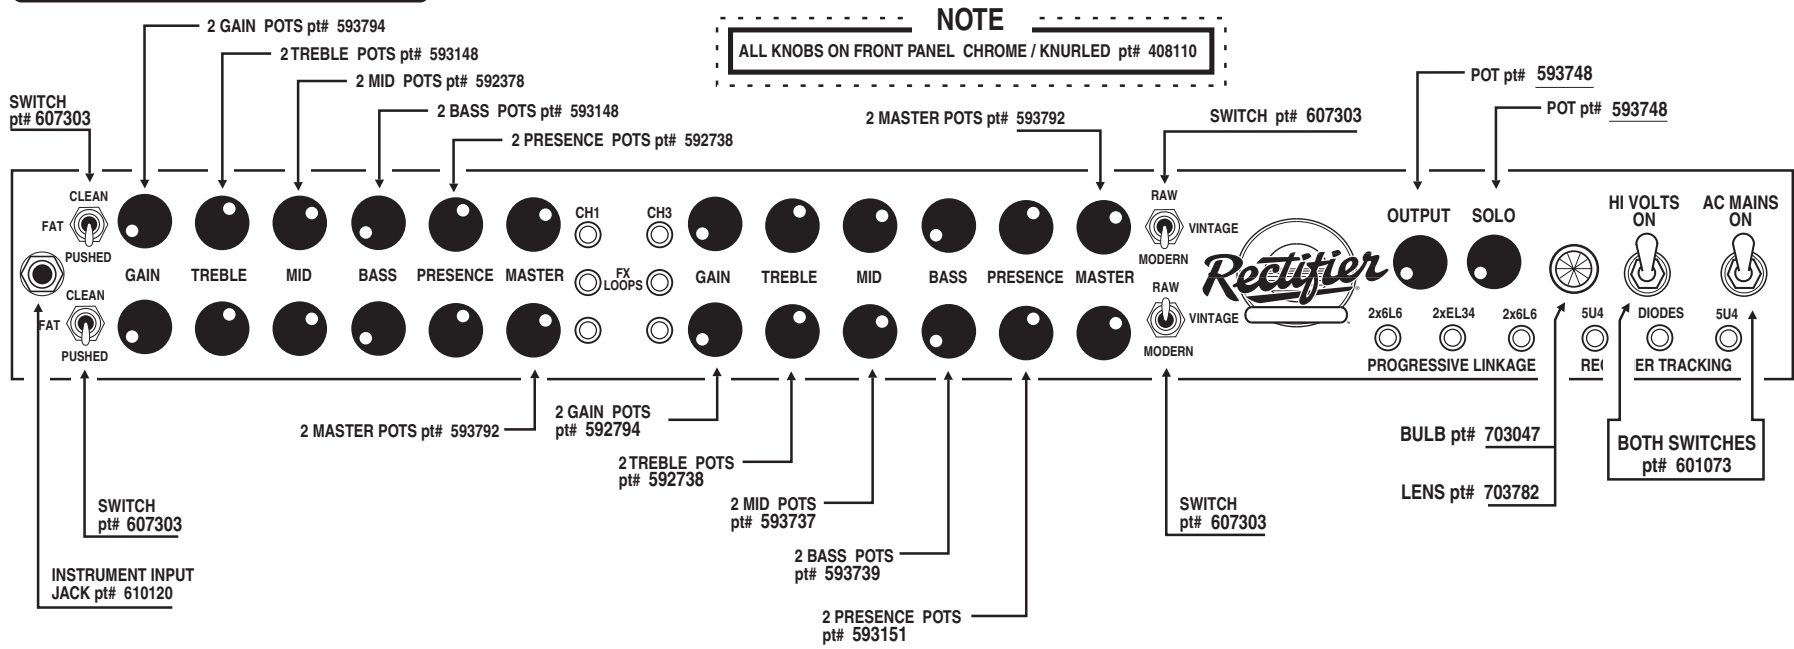 NOTE
ALL KNOBS ON FRONT PANEL CHROME / KNURLED pt# 408110
2 GAIN POTS pt# 593794
2 TREBLE POTS pt# 593148
2 MID POTS pt# 592378
2 BASS POTS pt# 593148
2 PRESENCE POTS pt# 592738
SWITCH
pt# 607303
2 MASTER POTS pt# 593792
SWITCH pt# 607303
POT pt# 593748
POT pt# 593748
CLEAN
FAT
PUSHED
CH1
CH3
RAW
VINTAGE
MODERN
OUTPUT
SOLO
HI VOLTS
ON
AC MAINS
ON
GAIN
TREBLE
MID
BASS
PRESENCE
MASTER
FX
LOOPS
GAIN
TREBLE
MID
BASS
PRESENCE
MASTER
Rectifier
CLEAN
FAT
PUSHED
RAW
VINTAGE
MODERN
2x6L6
2xEL34
2x6L6
5U4
DIODES
5U4
PROGRESSIVE LINKAGE
REC
ER TRACKING
2 MASTER POTS pt# 593792
2 GAIN POTS
pt# 592794
2 TREBLE POTS
pt# 592738
2 MID POTS
pt# 593737
2 BASS POTS
pt# 593739
2 PRESENCE POTS
pt# 593151
SWITCH
pt# 607303
INSTRUMENT INPUT
JACK pt# 610120
SWITCH
pt# 607303
BULB pt# 703047
LENS pt# 703782
BOTH SWITCHES
pt# 601073